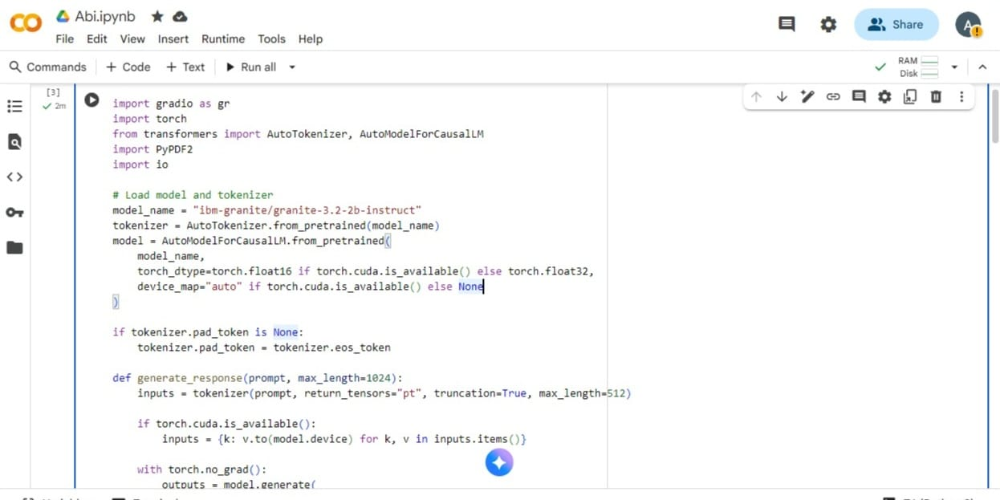 Abi.ipynb
File Edit View Insert Runtime Tools Help
Share
A
Commands + Code + Text Run all
RAM
Disk
[3]
2m
import gradio as gr
import torch
from transformers import AutoTokenizer, AutoModelForCausalLM
import PyPDF2
import io
# Load model and tokenizer
model_name = "ibm-granite/granite-3.2-2b-instruct"
tokenizer = AutoTokenizer.from_pretrained(model_name)
model = AutoModelForCausalLM.from_pretrained(
model_name,
torch_dtype=torch.float16 if torch.cuda.is_available() else torch.float32,
device_map="auto" if torch.cuda.is_available() else None
)
if tokenizer.pad_token is None:
tokenizer.pad_token = tokenizer.eos_token
def generate_response(prompt, max_length=1024):
inputs = tokenizer(prompt, return_tensors="pt", truncation=True, max_length=512)
if torch.cuda.is_available():
inputs = {k: v.to(model.device) for k, v in inputs.items()}
with torch.no_grad():
outputs = model.generate(